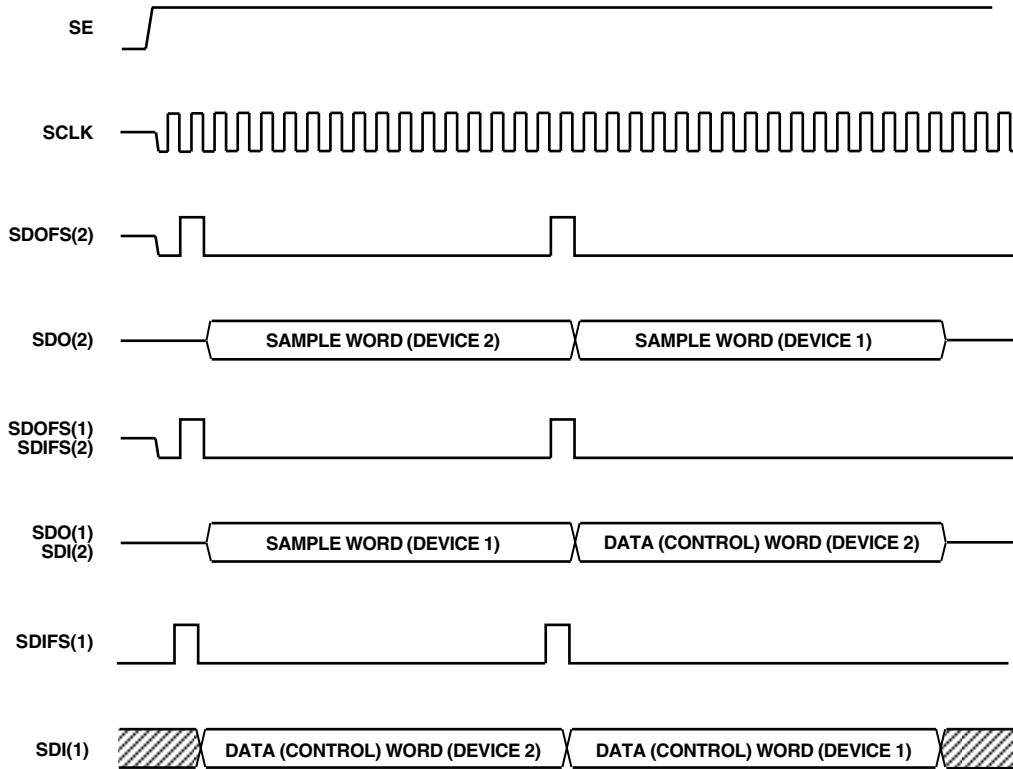 SE
SCLK
SDOFS(2)
SDO(2)
SAMPLE WORD (DEVICE 2)
SAMPLE WORD (DEVICE 1)
SDOFS(1)
SDIFS(2)
SDO(1)
SDI(2)
SAMPLE WORD (DEVICE 1)
DATA (CONTROL) WORD (DEVICE 2)
SDIFS(1)
SDI(1)
DATA (CONTROL) WORD (DEVICE 2)
DATA (CONTROL) WORD (DEVICE 1)